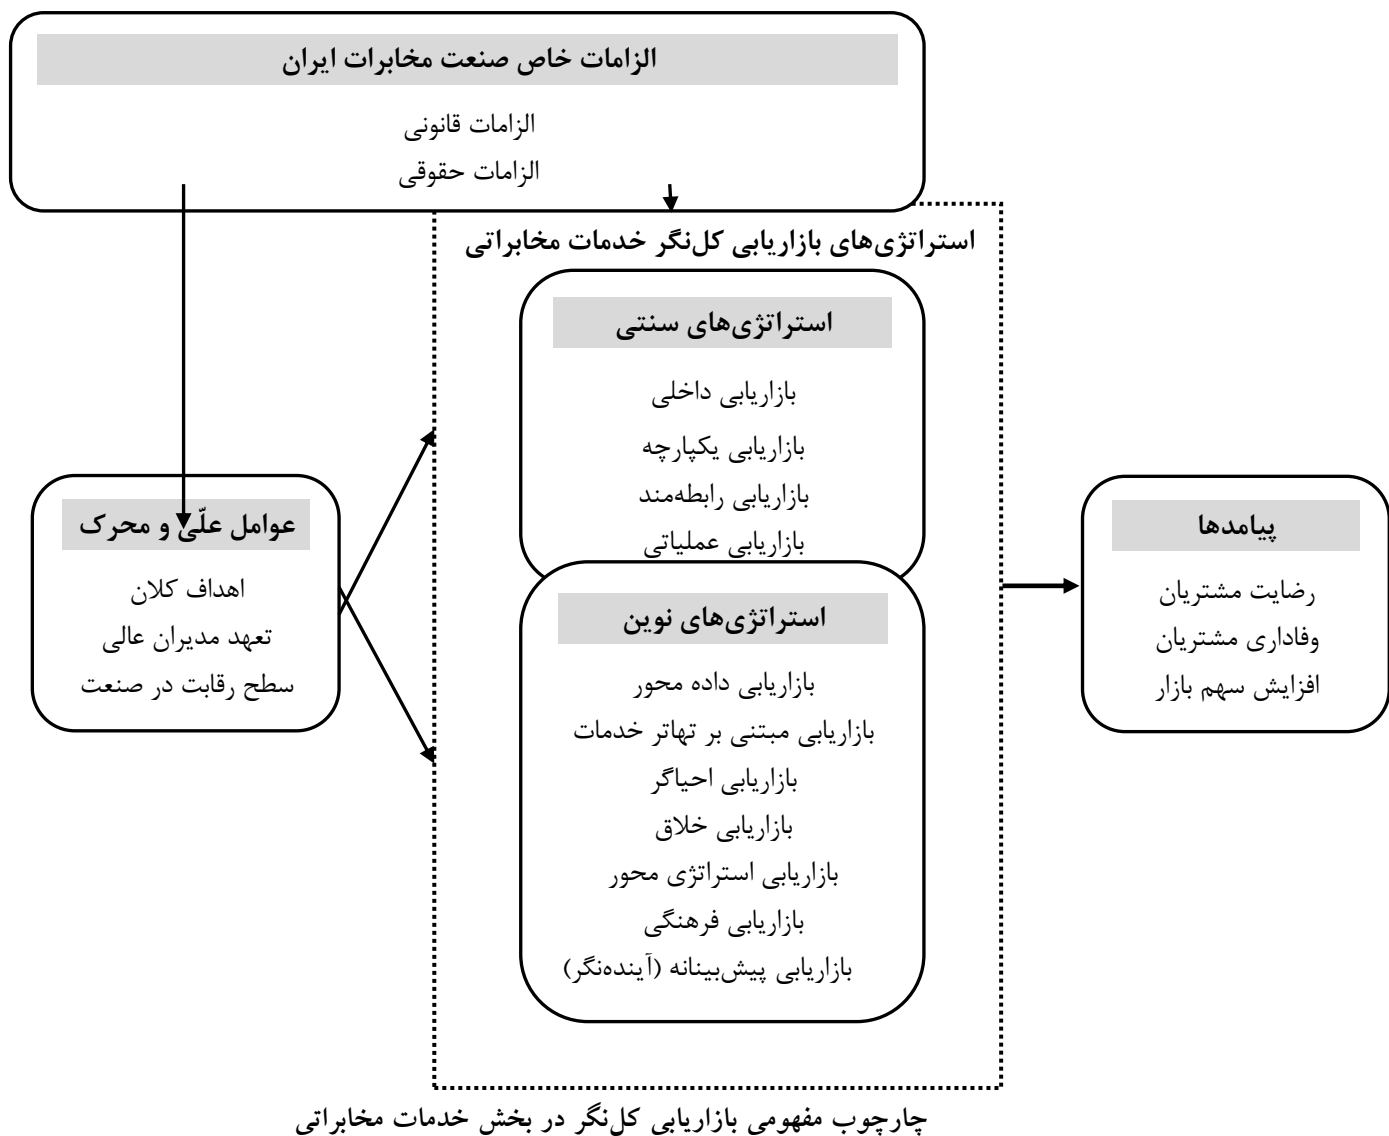 الزامات خاص صنعت مخابرات ایران
الزامات قانونی
الزامات حقوقی
استراتژی‌های بازاریابی کل‌نگر خدمات مخابراتی
استراتژی‌های سنتی
بازاریابی داخلی
بازاریابی یکپارچه
بازاریابی رابطه‌مند
بازاریابی عملیاتی
عوامل علّی و محرک
اهداف کلان
تعهد مدیران عالی
سطح رقابت در صنعت
استراتژی‌های نوین
بازاریابی داده محور
بازاریابی مبتنی بر تهاتر خدمات
بازاریابی احیاگر
بازاریابی خلاق
بازاریابی استراتژی محور
بازاریابی فرهنگی
بازاریابی پیش‌بینانه (آینده‌نگر)
پیامدها
رضایت مشتریان
وفاداری مشتریان
افزایش سهم بازار
چارچوب مفهومی بازاریابی کل‌نگر در بخش خدمات مخابراتی